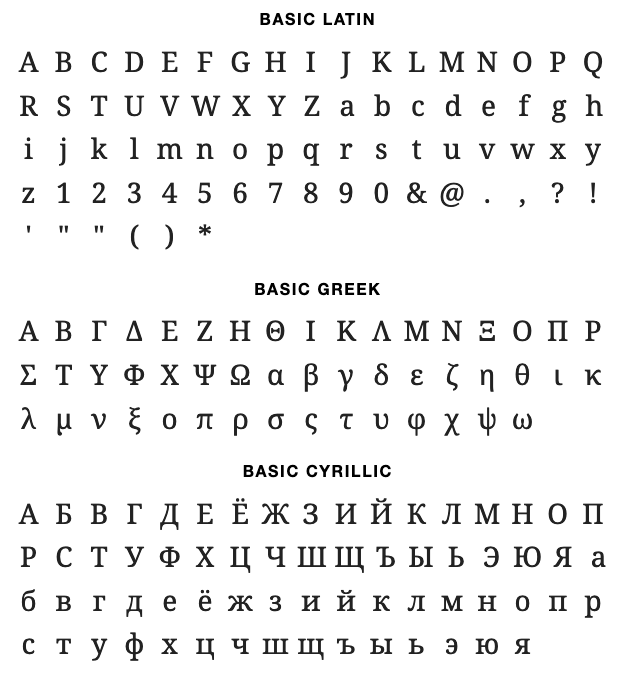 BASIC LATIN
A B C D E F G H I J K L M N O P Q
R S T U V W X Y Z a b c d e f g h
i j k l m n o p q r s t u v w x y
z 1 2 3 4 5 6 7 8 9 0 & @ . , ? !
' " " ( ) *
BASIC GREEK
Α Β Γ Δ Ε Ζ Η Θ Ι Κ Λ Μ Ν Ξ Ο Π Ρ
Σ Τ Υ Φ Χ Ψ Ω α β γ δ ε ζ η θ ι κ
λ μ ν ξ ο π ρ σ ς τ υ φ χ ψ ω
BASIC CYRILLIC
А Б В Г Д Е Ё Ж З И Й К Л М Н О П
Р С Т У Ф Х Ц Ч Ш Щ Ъ Ы Ь Э Ю Я а
б в г д е ё ж з и й к л м н о п р
с т у ф х ц ч ш щ ъ ы ь э ю я